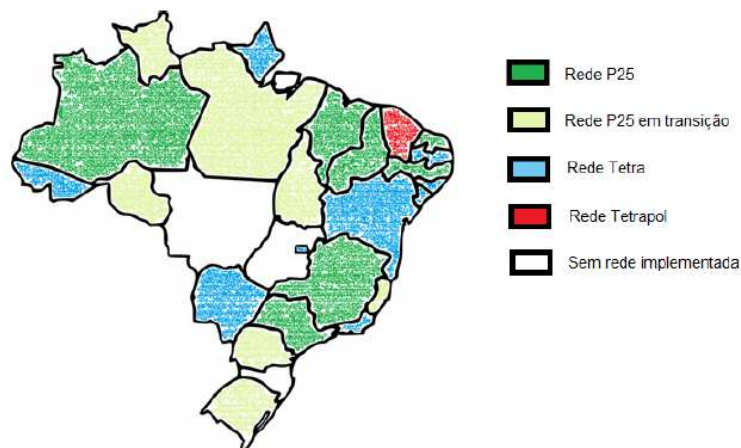 Rede P25
Rede P25 em transição
Rede Tetra
Rede Tetrapol
Sem rede implementada